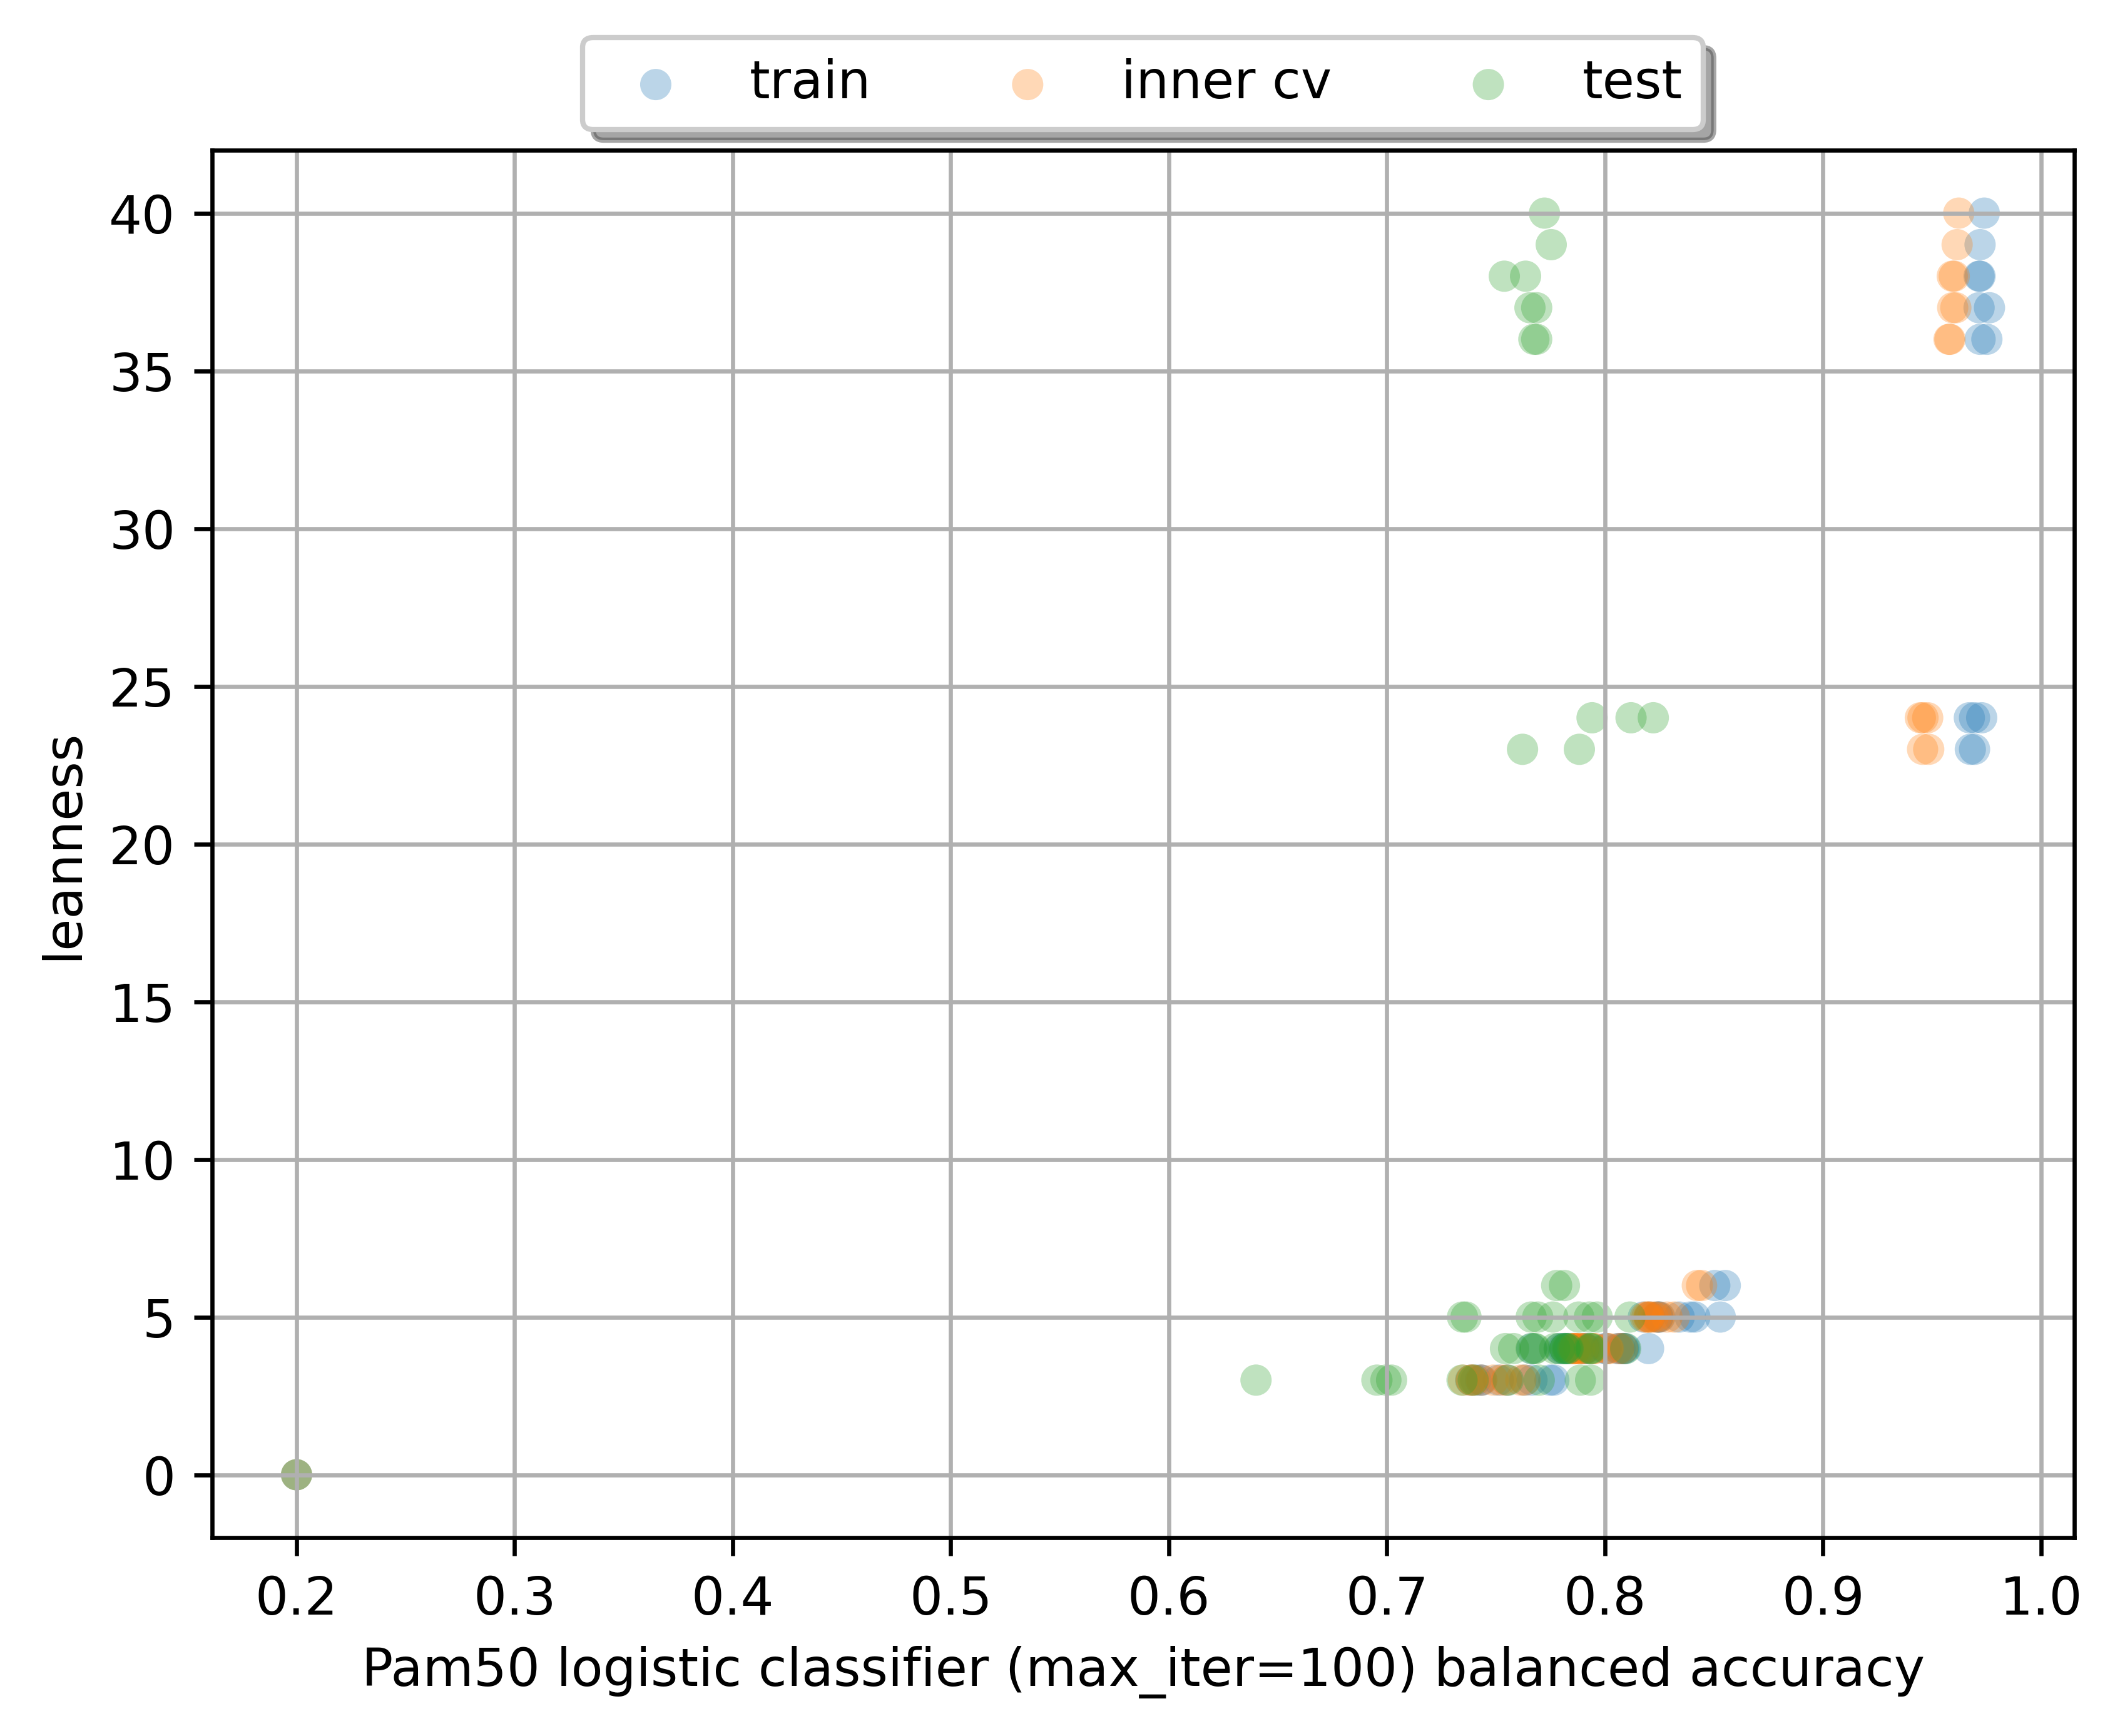 train inner cv test
40
35
30
25
20
15
10
5
0
leanness
0.2 0.3 0.4 0.5 0.6 0.7 0.8 0.9 1.0
Pam50 logistic classifier (max_iter=100) balanced accuracy